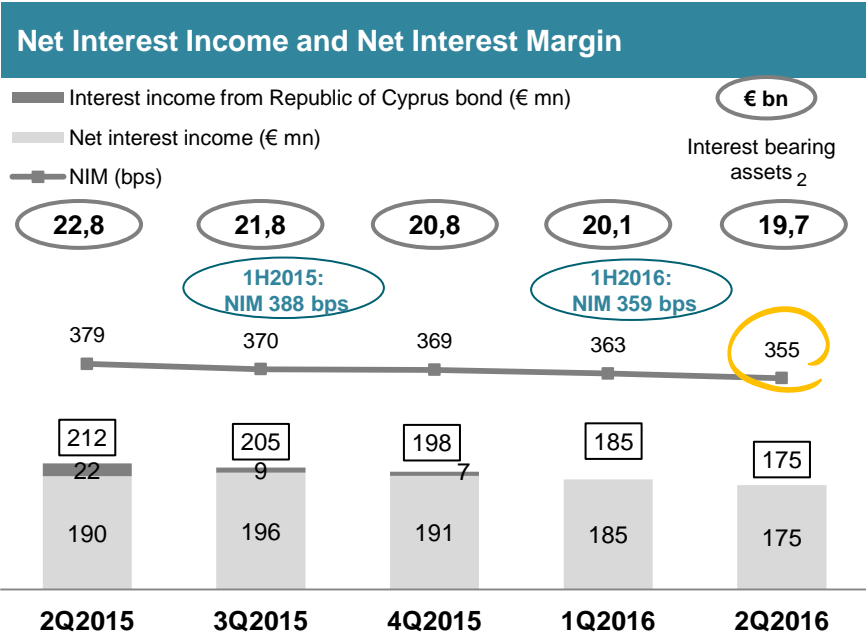 Net Interest Income and Net Interest Margin
Interest income from Republic of Cyprus bond (€ mn)
€ bn
Net interest income (€ mn)
Interest bearing
assets 2
NIM (bps)
22,8 21,8 20,8 20,1 19,7
1H2015:
NIM 388 bps
1H2016:
NIM 359 bps
379 370 369 363 355
212 205 198 185 175
22 9 7
190 196 191 185 175
2Q2015 3Q2015 4Q2015 1Q2016 2Q2016